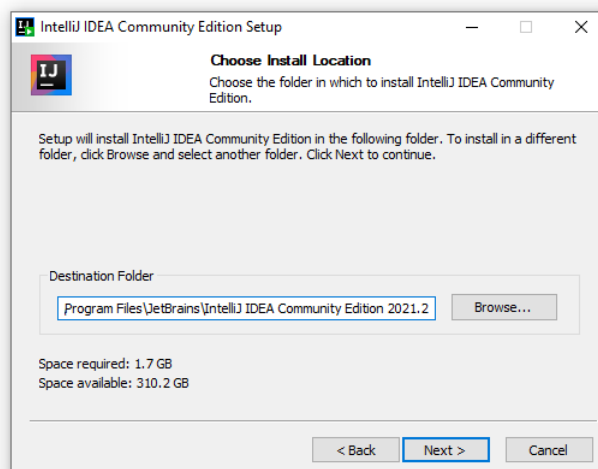 IntelliJ IDEA Community Edition Setup
IJ
Choose Install Location
Choose the folder in which to install IntelliJ IDEA Community
Edition.
Setup will install IntelliJ IDEA Community Edition in the following folder. To install in a different
folder, click Browse and select another folder. Click Next to continue.
Destination Folder
Program Files\JetBrains\IntelliJ IDEA Community Edition 2021.2
Browse...
Space required: 1.7 GB
Space available: 310.2 GB
< Back Next > Cancel